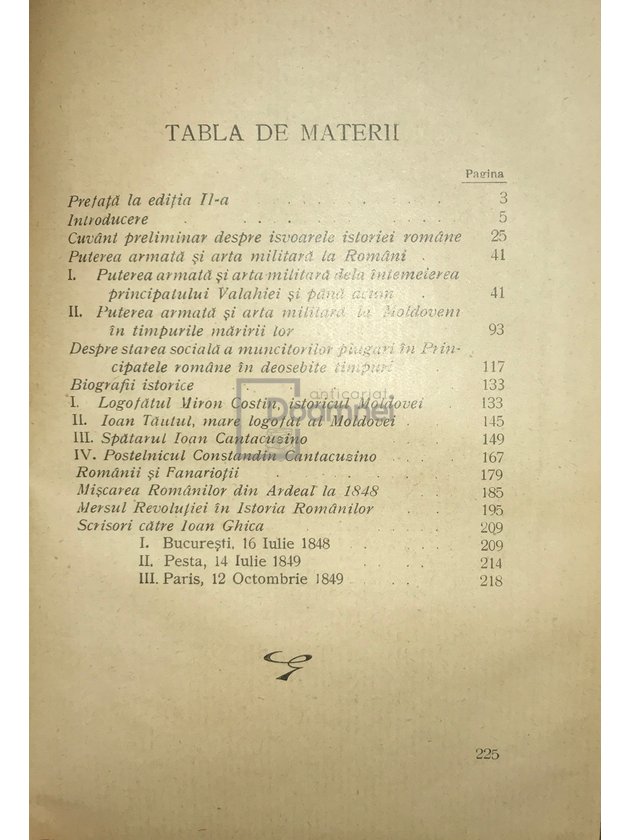 TABLA DE MATERII
Pagina
Prefață la ediția II-a 3
Introducere 5
Cuvânt preliminar despre isvoarele istoriei române 25
Puterea armată și arta militară la Români 41
I. Puterea armată și arta militară dela întemeierea
principatului Valahiei și până acum 41
II. Puterea armată și arta militară la Moldoveni
în timpurile măririi lor 93
Despre starea socială a muncitorilor plugari în Prin-
cipatele române în deosebite timpuri 117
Biografii istorice 133
I. Logofătul Miron Costin, istoricul Moldovei 133
II. Ioan Tăutul, mare logofăt al Moldovei 145
III. Spătarul Ioan Cantacuzino 149
IV. Postelnicul Constandin Cantacuzino 167
Românii și Fanarioții 179
Mișcarea Românilor din Ardeal la 1848 185
Mersul Revoluției în Istoria Românilor 195
Scrisori către Ioan Ghica 209
I. București, 16 Iulie 1848 209
II. Pesta, 14 Iulie 1849 214
III. Paris, 12 Octombrie 1849 218
anticariat
Doamnei
225